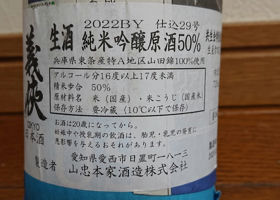 2022BY 仕込29号
生酒 純米吟醸原酒50%
兵庫県東条産特A地区山田錦100%使用
アルコール分16度以上17度未満
精米歩合 50%
原材料名 米（国産）・米こうじ（国産米）
保存方法 要冷蔵（10℃以下で保存）
お酒は20歳になってから。
妊娠中や授乳期の飲酒は、胎児・乳児の発育に
悪影響を与えるおそれがあります。
愛知県愛西市日置町一八一三
製造者 山忠本家酒造株式会社
義侠
日本酒